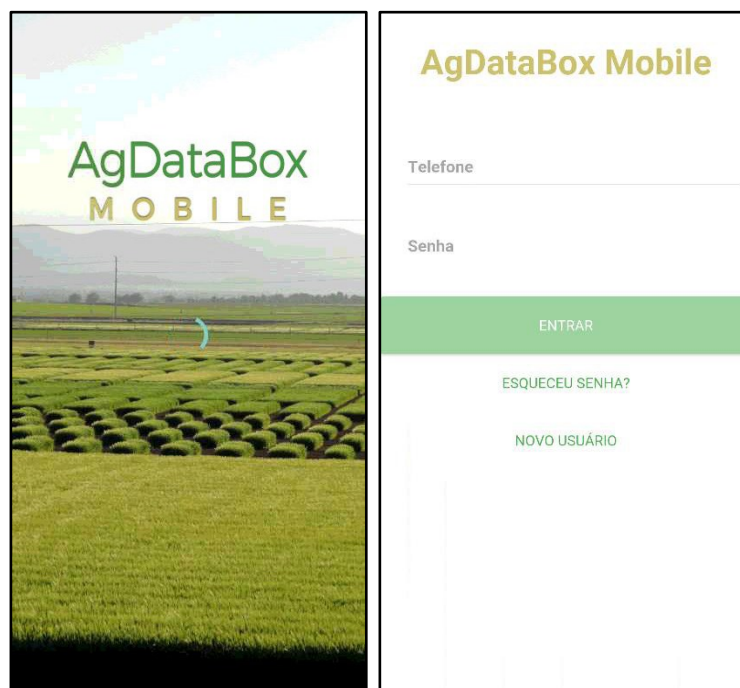 AgDataBox
MOBILE
AgDataBox Mobile
Telefone
Senha
ENTRAR
ESQUECEU SENHA?
NOVO USUÁRIO